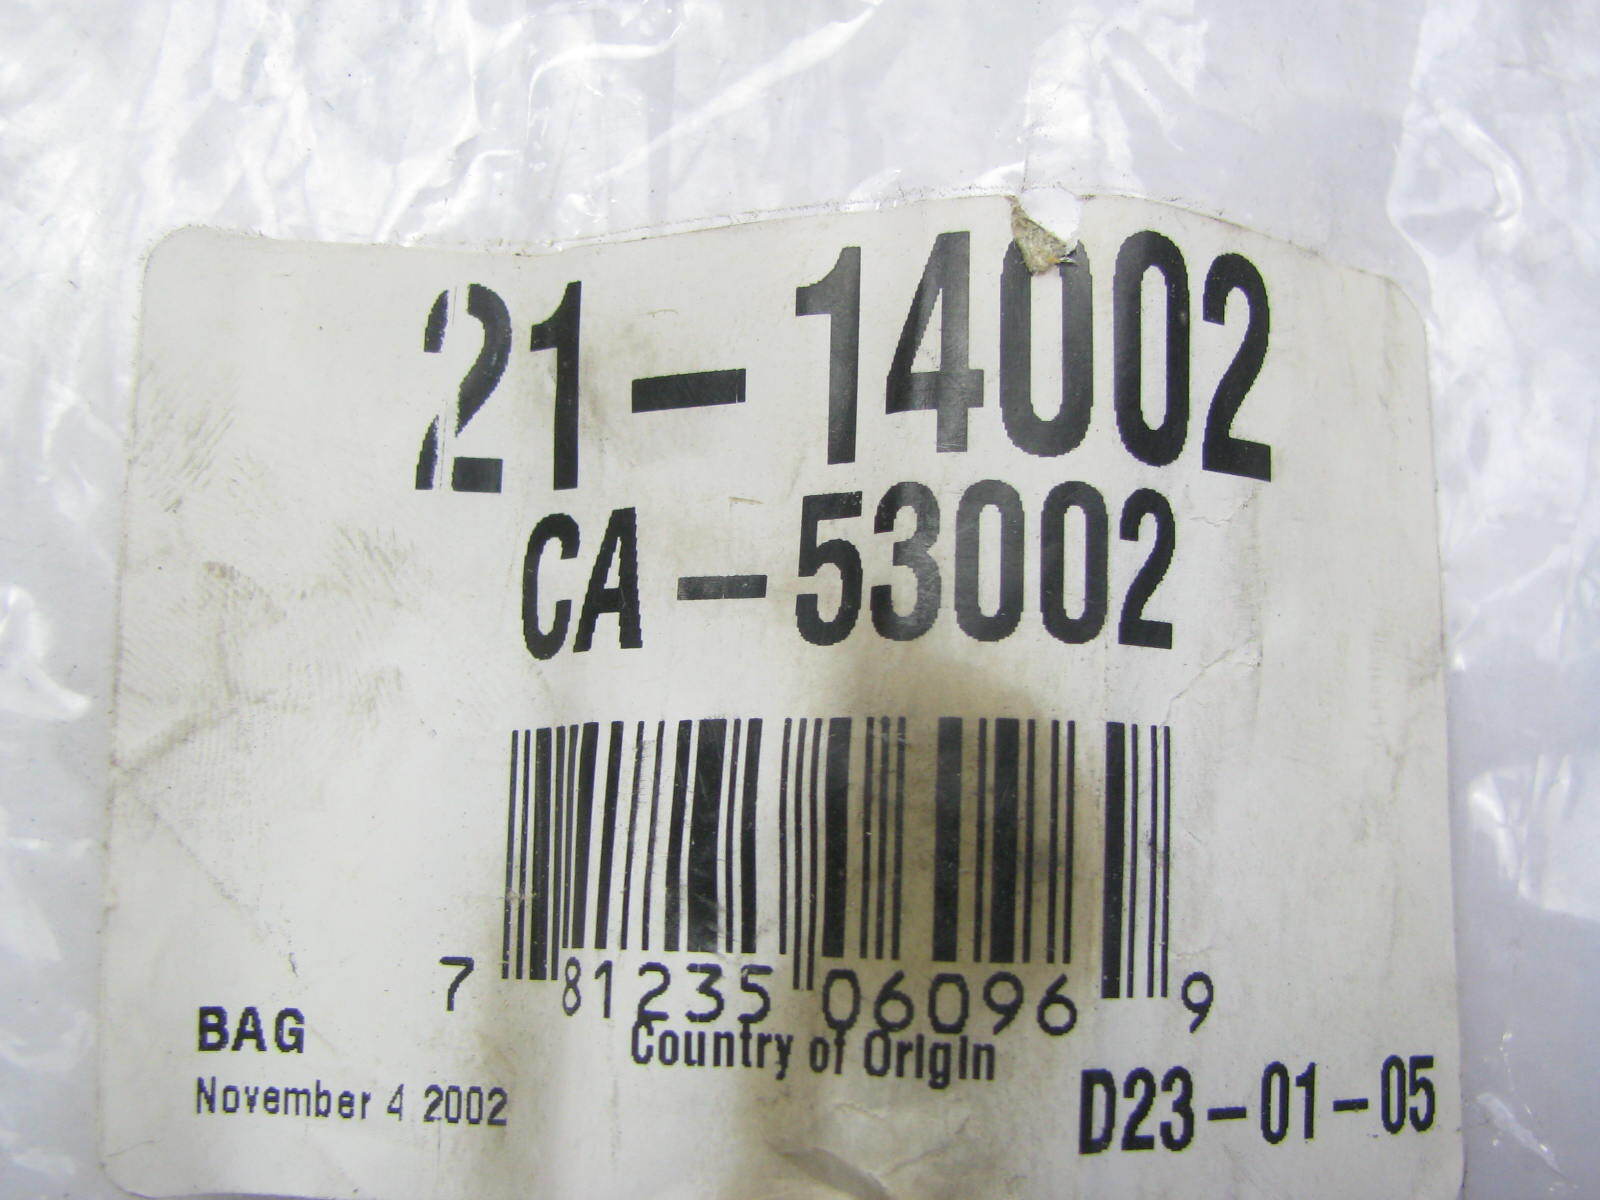 21-14002
CA-53002
7 81235 06096 9
BAG
Country of Origin
November 4 2002
D23-01-05